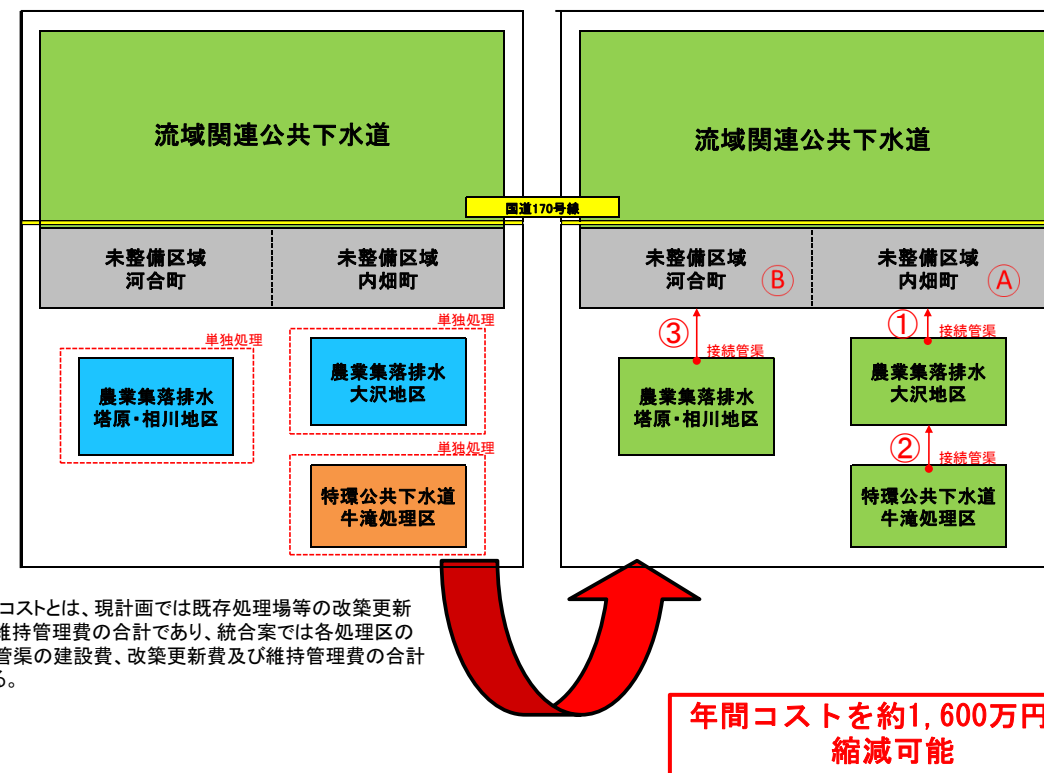 流域関連公共下水道
国道170号線
未整備区域
河合町
未整備区域
内畑町
単独処理
農業集落排水
塔原・相川地区
単独処理
農業集落排水
大沢地区
単独処理
特環公共下水道
牛滝処理区
流域関連公共下水道
未整備区域
河合町
B
未整備区域
内畑町
A
③
接続管渠
①
接続管渠
農業集落排水
塔原・相川地区
農業集落排水
大沢地区
②
接続管渠
特環公共下水道
牛滝処理区
コストとは、現計画では既存処理場等の改築更新
維持管理費の合計であり、統合案では各処理区の
管渠の建設費、改築更新費及び維持管理費の合計
る。
年間コストを約1,600万円
縮減可能